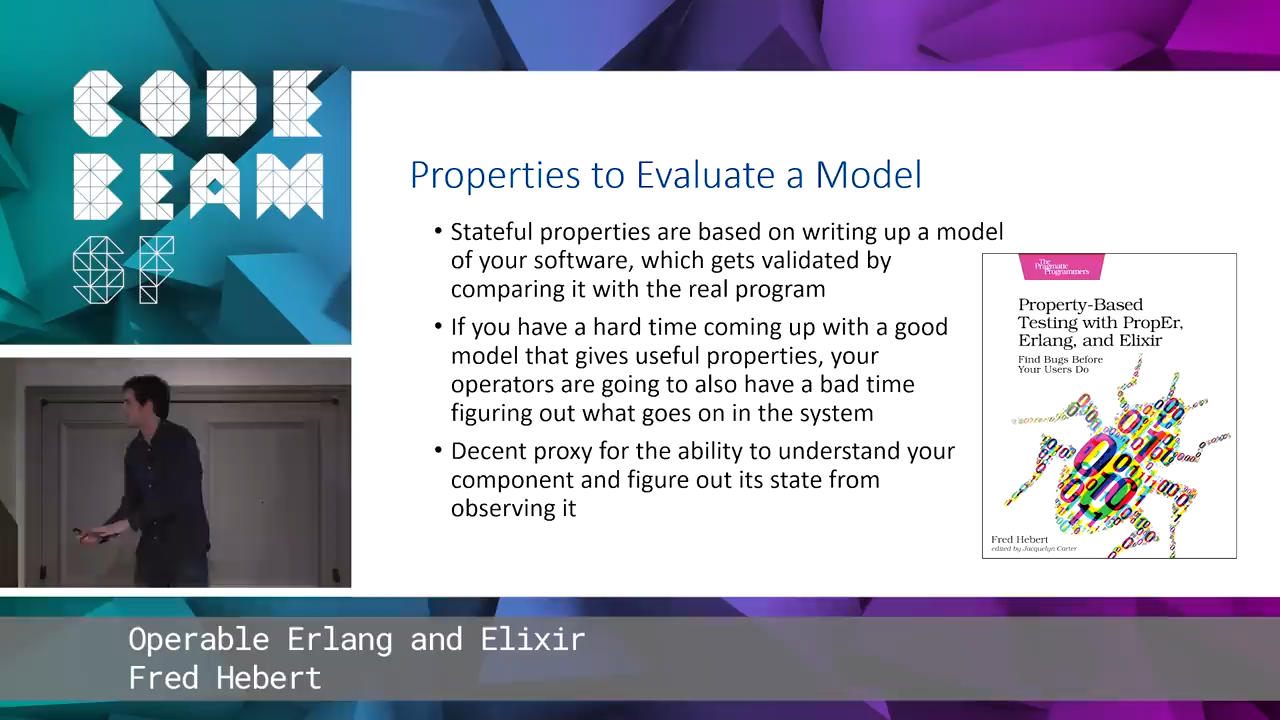 CODE
BEAM
SF
Properties to Evaluate a Model
• Stateful properties are based on writing up a model
of your software, which gets validated by
comparing it with the real program
• If you have a hard time coming up with a good
model that gives useful properties, your
operators are going to also have a bad time
figuring out what goes on in the system
• Decent proxy for the ability to understand your
component and figure out its state from
observing it
The
Pragmatic
Programmers
Property-Based
Testing with PropEr,
Erlang, and Elixir
Find Bugs Before
Your Users Do
Fred Hebert
edited by Jacquelyn Carter
Operable Erlang and Elixir
Fred Hebert